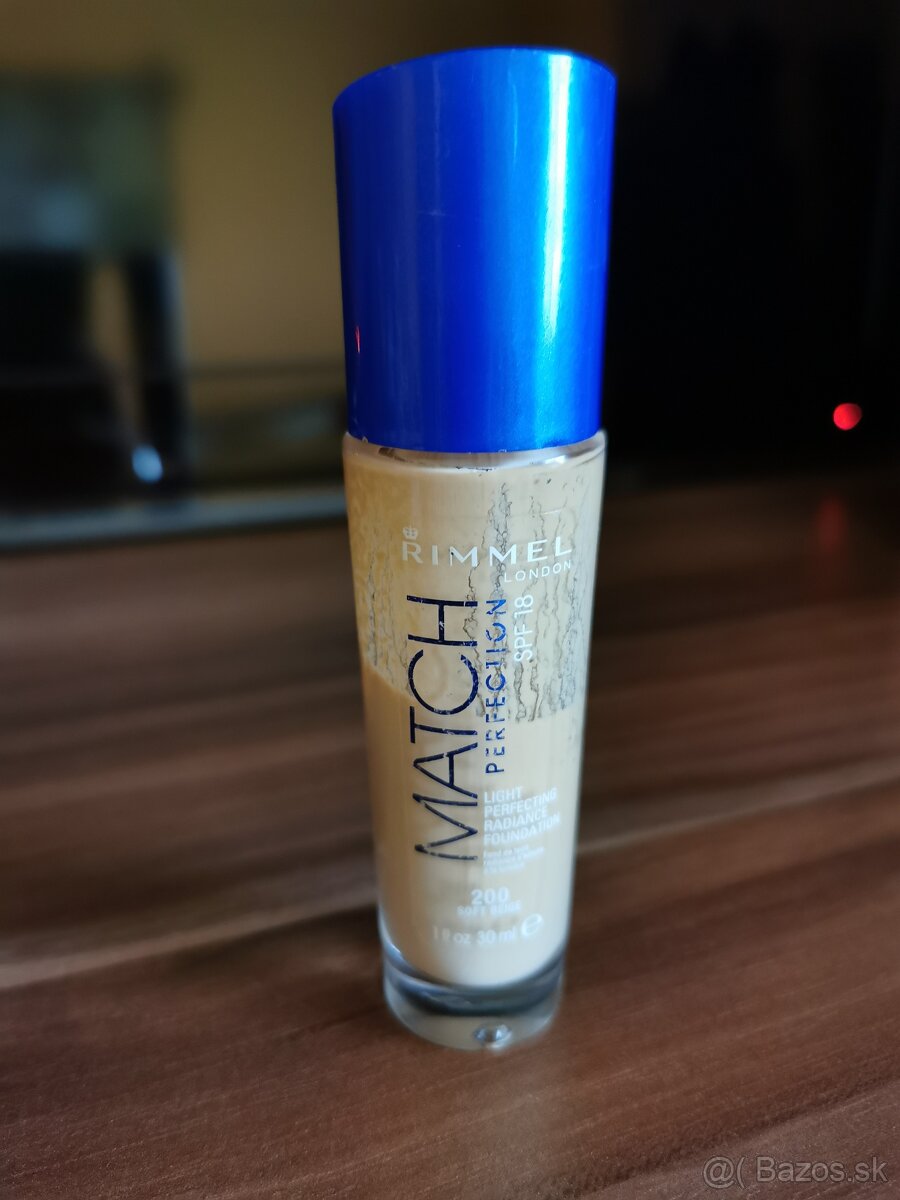 RIMMEL
LONDON
MATCH
PERFECTION
SPF 18
LIGHT
PERFECTING
RADIANCE
FOUNDATION
200
SOFT BEIGE
1 fl oz 30 ml e
@( Bazos.sk